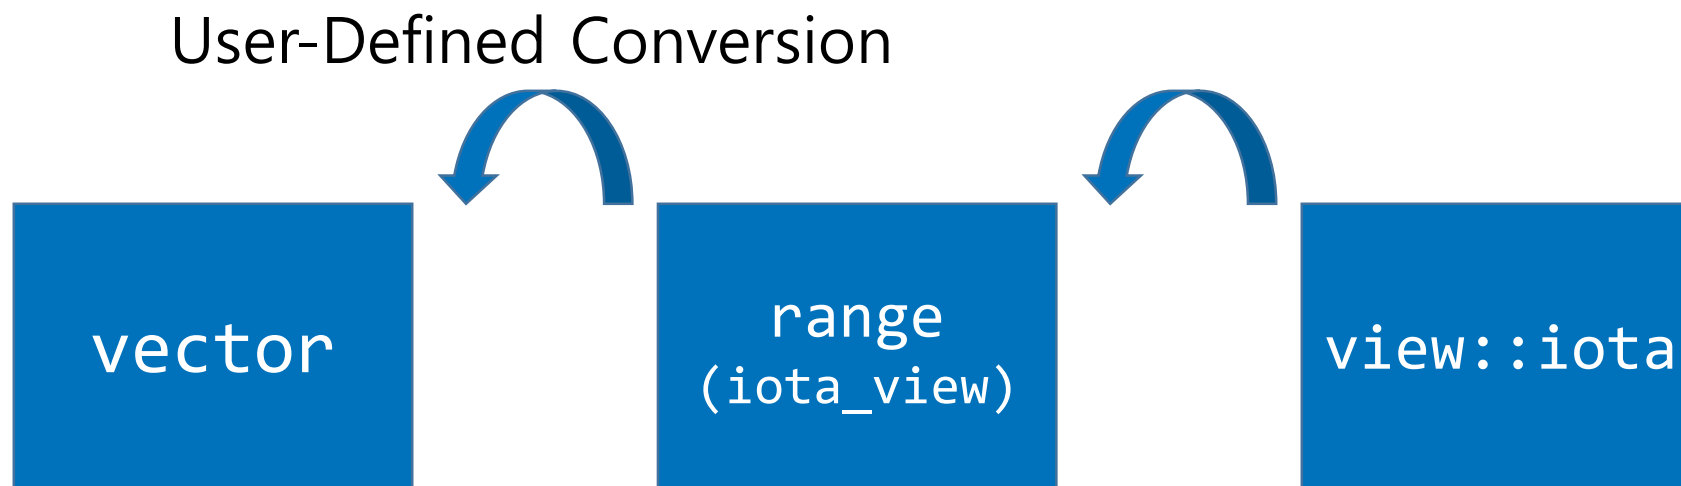 User-Defined Conversion
vector
range
(iota_view)
view::iota